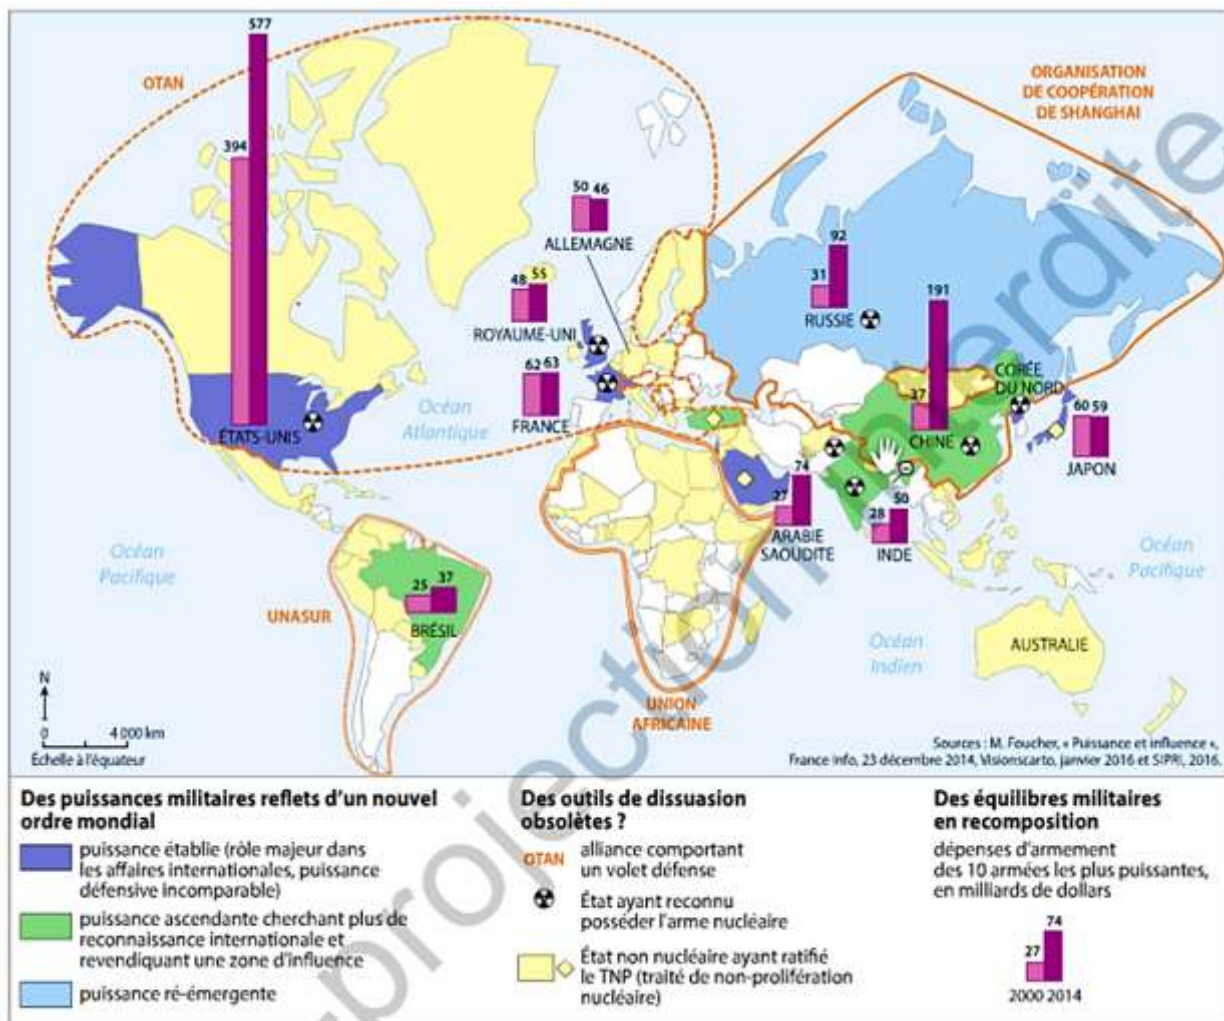 577
OTAN
394
ORGANISATION
DE COOPÉRATION
DE SHANGHAI
50 46
ALLEMAGNE
92
31
RUSSIE
48 55
ROYAUME-UNI
191
37
CHINE
CORÉE
DU NORD
62 63
FRANCE
60 59
JAPON
ÉTATS-UNIS
Océan
Atlantique
74
27
ARABIE
SAOUDITE
50
28
INDE
Océan
Pacifique
Océan
Pacifique
25 37
BRÉSIL
UNASUR
Océan
Indien
AUSTRALIE
UNION
AFRICAINE
N
0 4 000 km
Échelle à l'équateur
Sources : M. Foucher, « Puissance et influence »,
France Info, 23 décembre 2014, Visionscarto, janvier 2016 et SIPRI, 2016.
Des puissances militaires reflets d'un nouvel
ordre mondial
puissance établie (rôle majeur dans
les affaires internationales, puissance
défensive incomparable)
puissance ascendante cherchant plus de
reconnaissance internationale et
revendiquant une zone d'influence
puissance ré-émergente
Des outils de dissuasion
obsolètes ?
OTAN alliance comportant
un volet défense
État ayant reconnu
posséder l'arme nucléaire
État non nucléaire ayant ratifié
le TNP (traité de non-prolifération
nucléaire)
Des équilibres militaires
en recomposition
dépenses d'armement
des 10 armées les plus puissantes,
en milliards de dollars
74
27
2000 2014
projection interdite